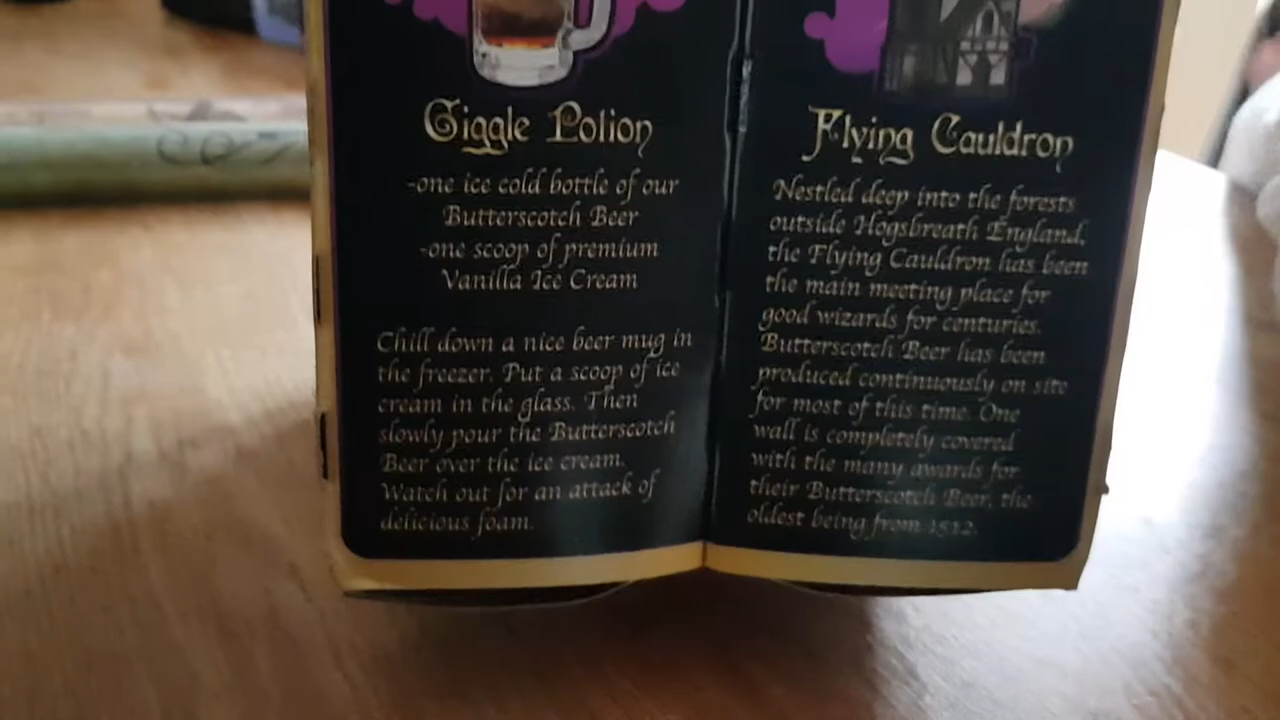 Giggle Potion
-one ice cold bottle of our
Butterscotch Beer
-one scoop of premium
Vanilla Ice Cream
Chill down a nice beer mug in
the freezer. Put a scoop of ice
cream in the glass. Then
slowly pour the Butterscotch
Beer over the ice cream.
Watch out for an attack of
delicious foam.
Flying Cauldron
Nestled deep into the forests
outside Hogsbreath England,
the Flying Cauldron has been
the main meeting place for
good wizards for centuries.
Butterscotch Beer has been
produced continuously on site
for most of this time. One
wall is completely covered
with the many awards for
their Butterscotch Beer, the
oldest being from 1512.